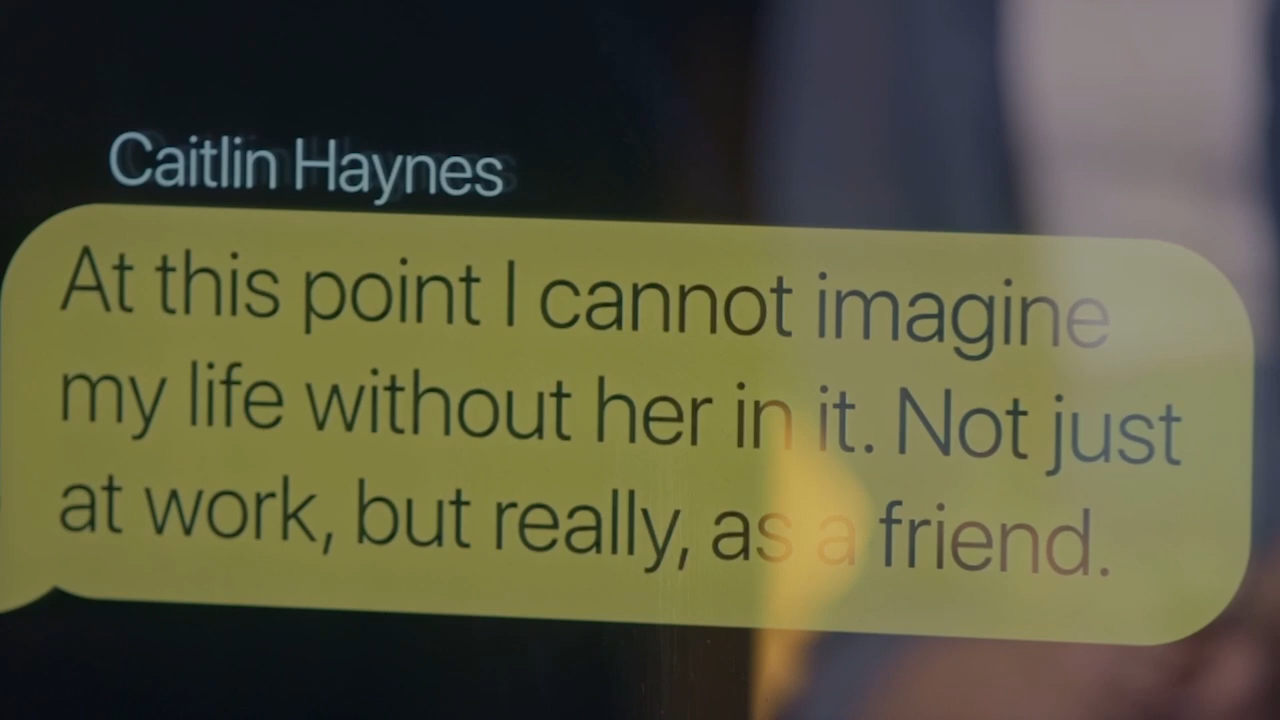 Caitlin Haynes
At this point I cannot imagine
my life without her in it. Not just
at work, but really, as a friend.